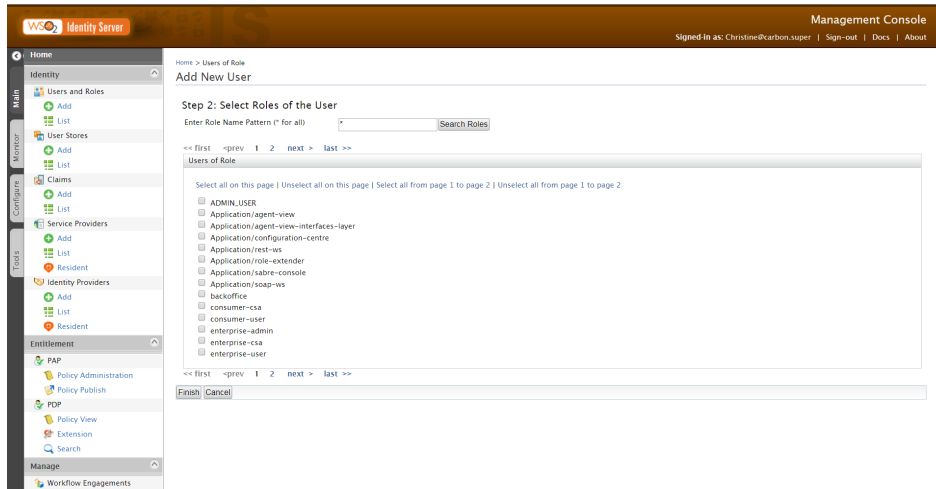 WSO2 Identity Server
Management Console
Signed-in as: Christine@carbon.super | Sign-out | Docs | About
Main
Monitor
Configure
Tools
Home
Identity
Users and Roles
Add
List
User Stores
Add
List
Claims
Add
List
Service Providers
Add
List
Resident
Identity Providers
Add
List
Resident
Entitlement
PAP
Policy Administration
Policy Publish
PDP
Policy View
Extension
Search
Manage
Workflow Engagements
Home > Users of Role
Add New User
Step 2: Select Roles of the User
Enter Role Name Pattern (* for all) * Search Roles
<< first <prev 1 2 next > last >>
Users of Role
Select all on this page | Unselect all on this page | Select all from page 1 to page 2 | Unselect all from page 1 to page 2
ADMIN_USER
Application/agent-view
Application/agent-view-interfaces-layer
Application/configuration-centre
Application/rest-ws
Application/role-extender
Application/sabre-console
Application/soap-ws
backoffice
consumer-csa
consumer-user
enterprise-admin
enterprise-csa
enterprise-user
<< first <prev 1 2 next > last >>
Finish Cancel